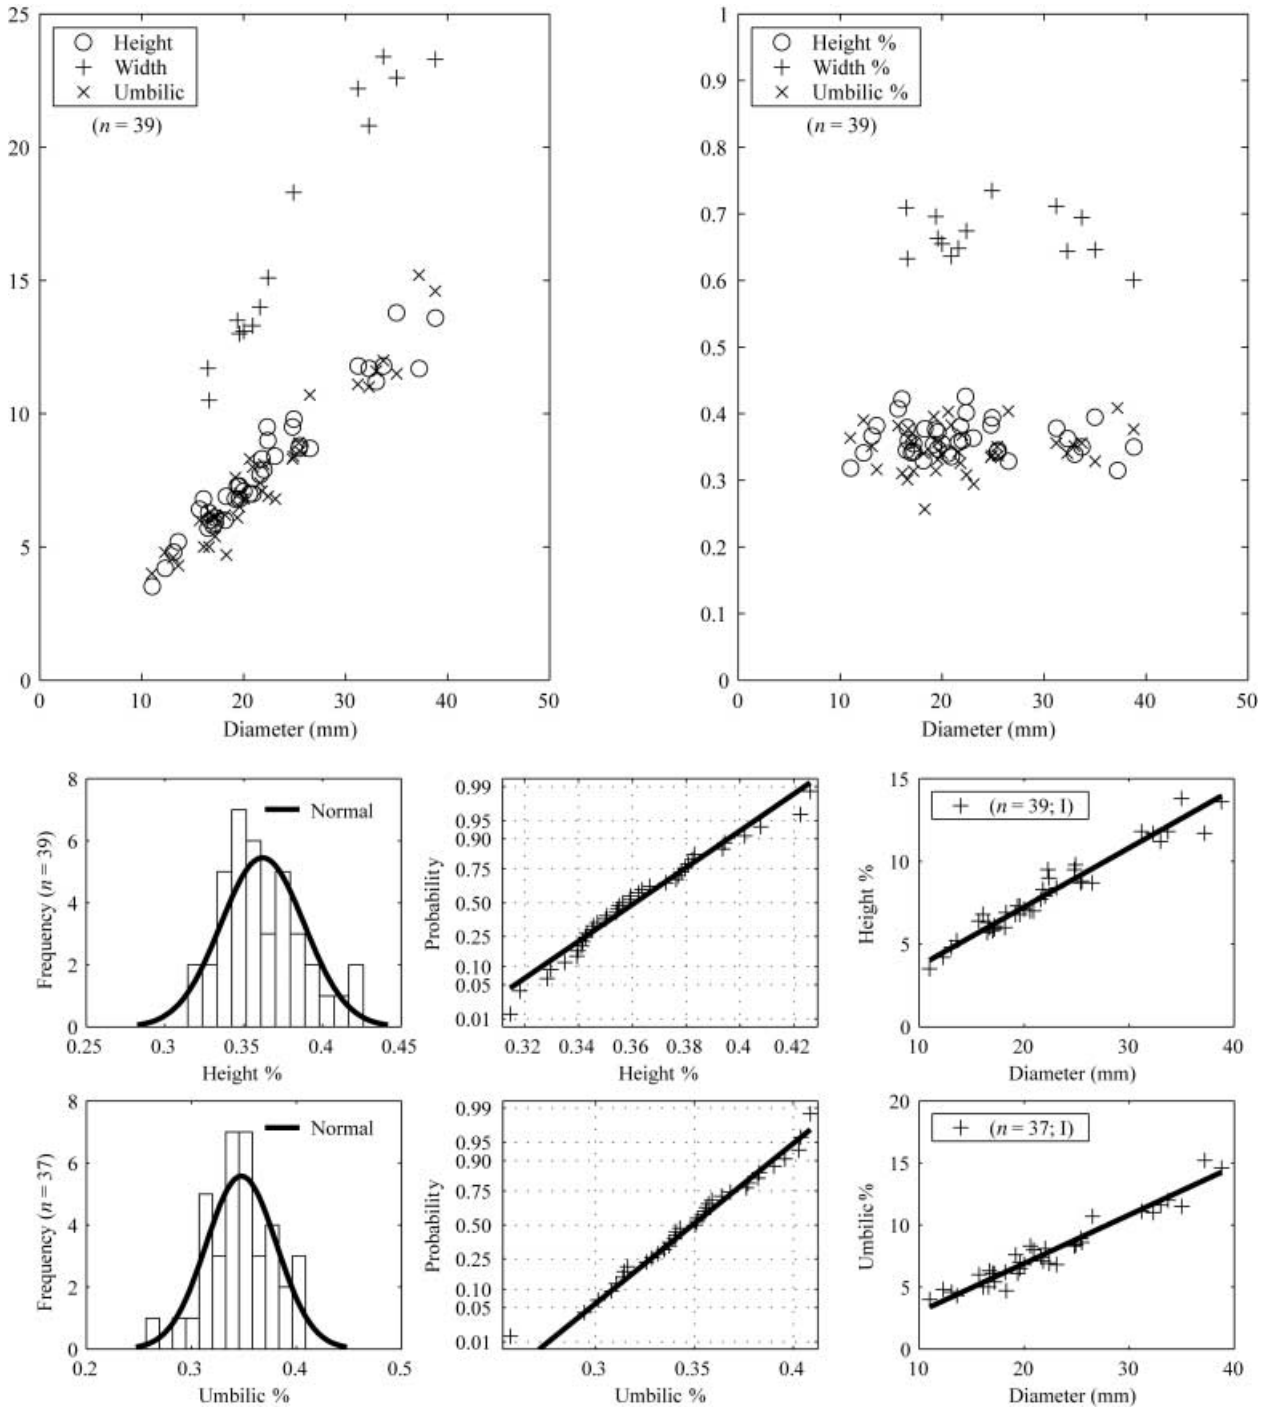 25
20
15
10
5
0
Height
Width
Umbilic
(n = 39)
0 10 20 30 40 50
Diameter (mm)
1
0.9
0.8
0.7
0.6
0.5
0.4
0.3
0.2
0.1
0
Height %
Width %
Umbilic %
(n = 39)
0 10 20 30 40 50
Diameter (mm)
Frequency (n = 39)
8
6
4
2
0
Normal
0.25 0.3 0.35 0.4 0.45
Height %
Probability
0.99
0.95
0.90
0.75
0.50
0.25
0.10
0.05
0.01
0.32 0.34 0.36 0.38 0.4 0.42
Height %
Height %
15
10
5
0
(n = 39; I)
10 20 30 40
Diameter (mm)
Frequency (n = 37)
8
6
4
2
0
Normal
0.2 0.3 0.4 0.5
Umbilic %
Probability
0.99
0.95
0.90
0.75
0.50
0.25
0.10
0.05
0.01
0.3 0.35 0.4
Umbilic %
Umbilic %
20
15
10
5
0
(n = 37; I)
10 20 30 40
Diameter (mm)